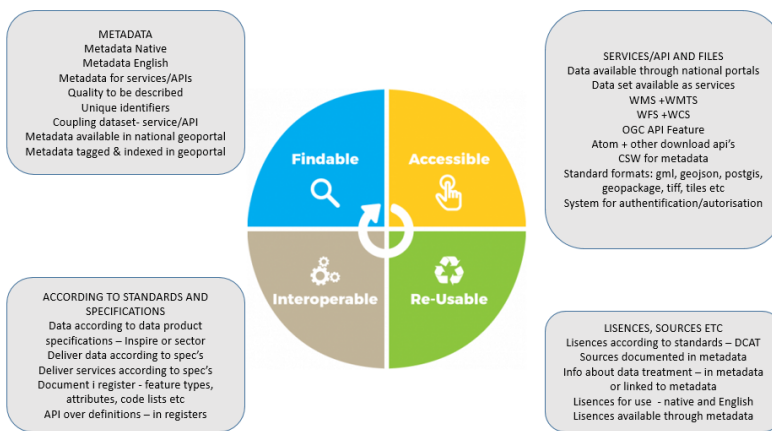 METADATA
Metadata Native
Metadata English
Metadata for services/APIs
Quality to be described
Unique identifiers
Coupling dataset- service/API
Metadata available in national geoportal
Metadata tagged & indexed in geoportal
SERVICES/API AND FILES
Data available through national portals
Data set available as services
WMS +WMTS
WFS +WCS
OGC API Feature
Atom + other download api's
CSW for metadata
Standard formats: gml, geojson, postgis,
geopackage, tiff, tiles etc
System for authentification/autorisation
Findable
Accessible
Interoperable
Re-Usable
ACCORDING TO STANDARDS AND
SPECIFICATIONS
Data according to data product
specifications – Inspire or sector
Deliver data according to spec's
Deliver services according to spec's
Document i register - feature types,
attributes, code lists etc
API over definitions – in registers
LISENCES, SOURCES ETC
Lisences according to standards – DCAT
Sources documented in metadata
Info about data treatment – in metadata
or linked to metadata
Lisences for use - native and English
Lisences available through metadata